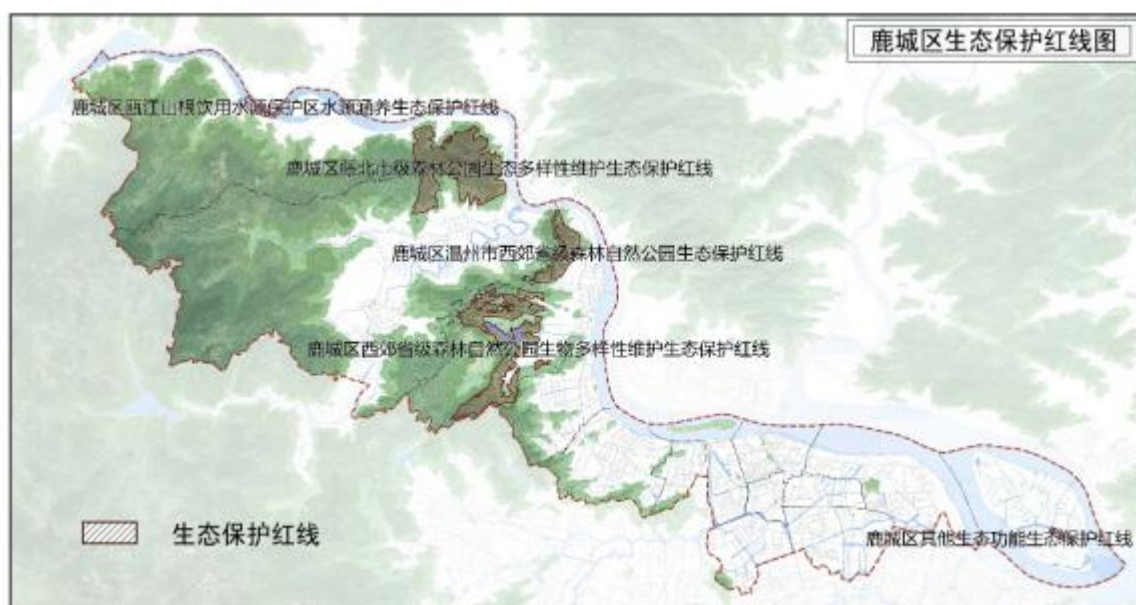 鹿城区生态保护红线图
鹿城区瓯江山根饮用水源保护区水源涵养生态保护红线
鹿城区藤北市级森林公园生态多样性维护生态保护红线
鹿城区温州市西郊省级森林自然公园生态保护红线
鹿城区西郊省级森林自然公园生物多样性维护生态保护红线
生态保护红线
鹿城区其他生态功能生态保护红线